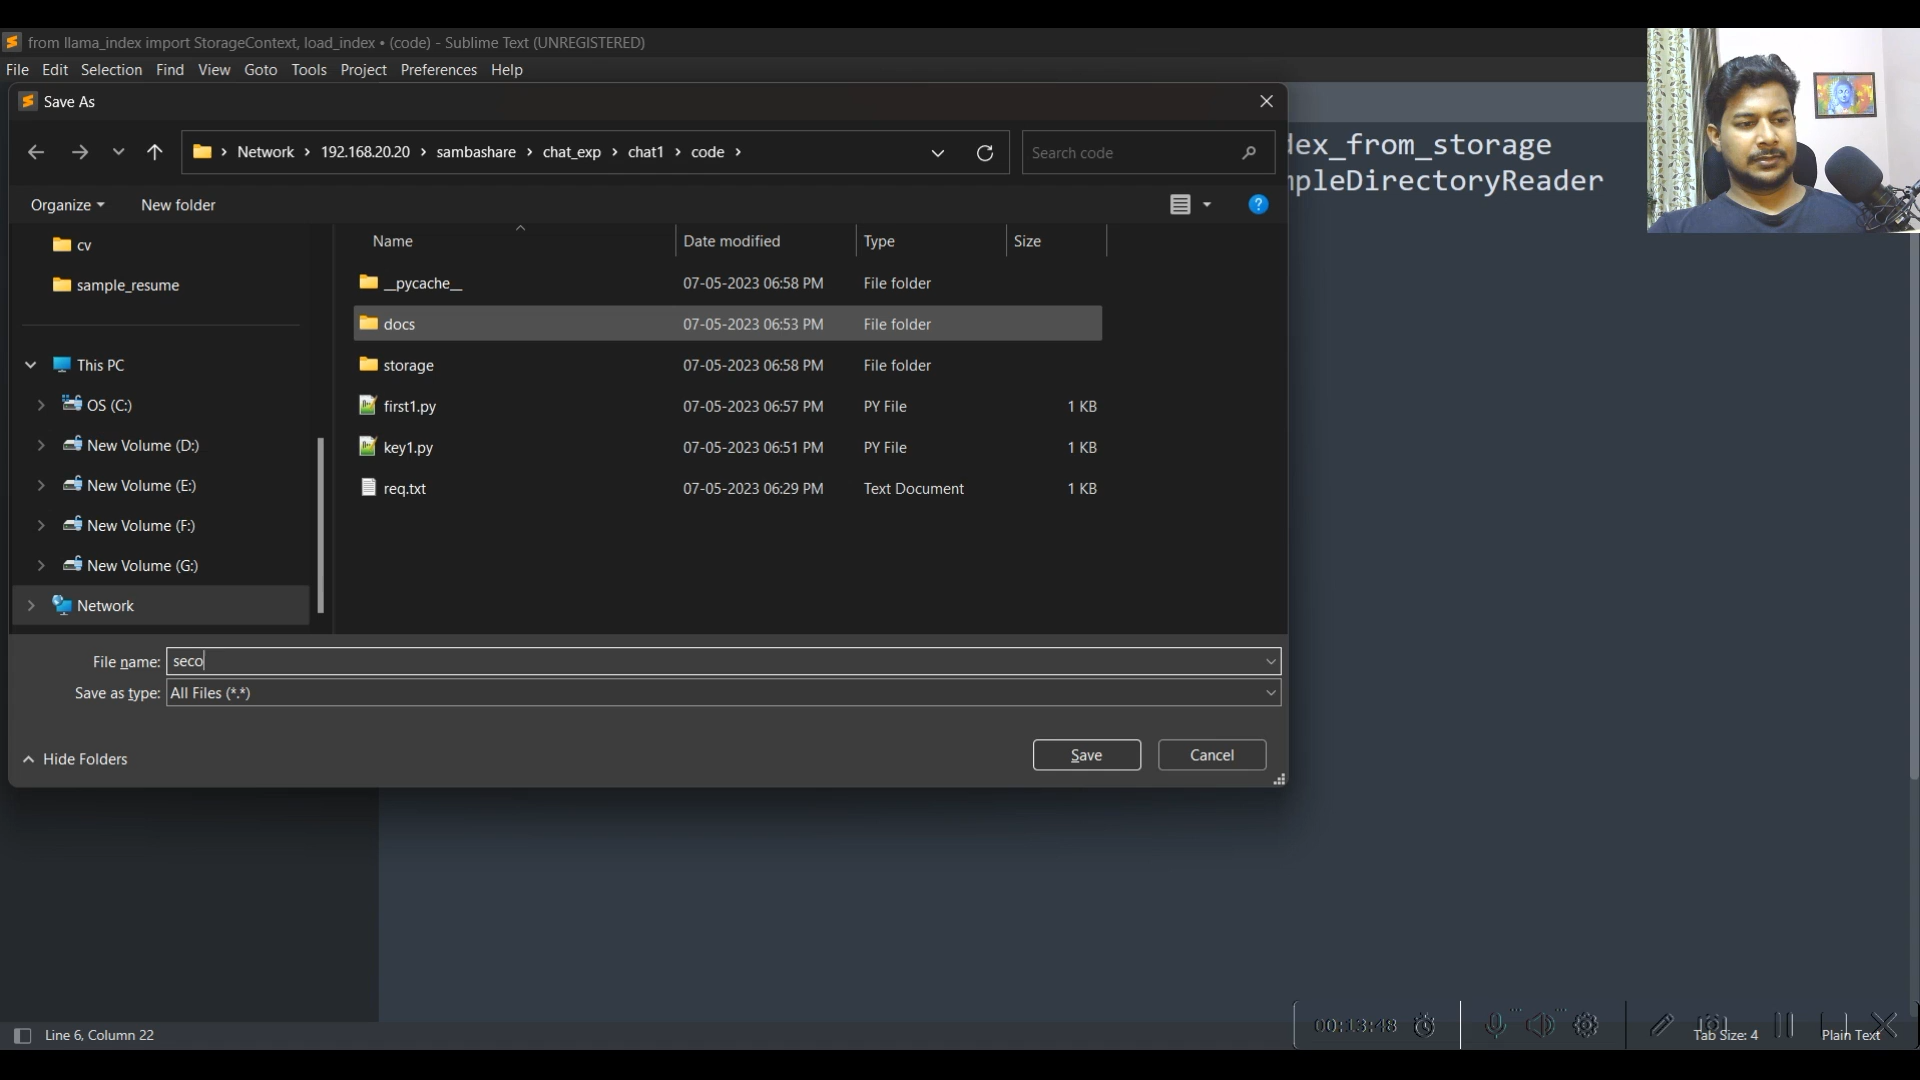 from llama_index import StorageContext, load_index • (code) - Sublime Text (UNREGISTERED)
File Edit Selection Find View Goto Tools Project Preferences Help
Save As
Network 192.168.20.20 sambashare chat_exp chat1 code
Search code
Organize New folder
cv
sample_resume
This PC
OS (C:)
New Volume (D:)
New Volume (E:)
New Volume (F:)
New Volume (G:)
Network
Name Date modified Type Size
__pycache__ 07-05-2023 06:58 PM File folder
docs 07-05-2023 06:53 PM File folder
storage 07-05-2023 06:58 PM File folder
first1.py 07-05-2023 06:57 PM PY File 1 KB
key1.py 07-05-2023 06:51 PM PY File 1 KB
req.txt 07-05-2023 06:29 PM Text Document 1 KB
File name: seco
Save as type: All Files (*.*)
Hide Folders
Save Cancel
dex_from_storage
mpleDirectoryReader
Line 6, Column 22
00:13:48
Tab Size: 4
Plain Text